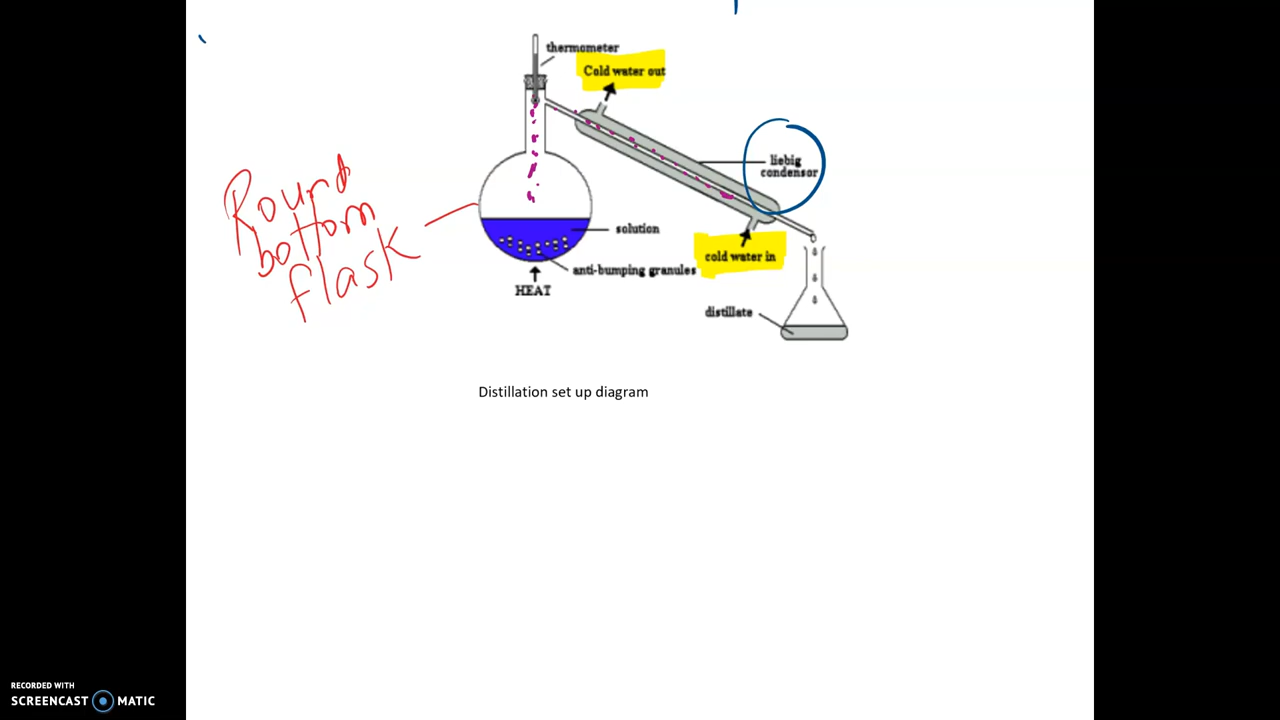 thermometer
Cold water out
liebig
condensor
Round
bottom
flask
solution
cold water in
anti-bumping granules
HEAT
distillate
Distillation set up diagram
RECORDED WITH
SCREENCAST MATIC